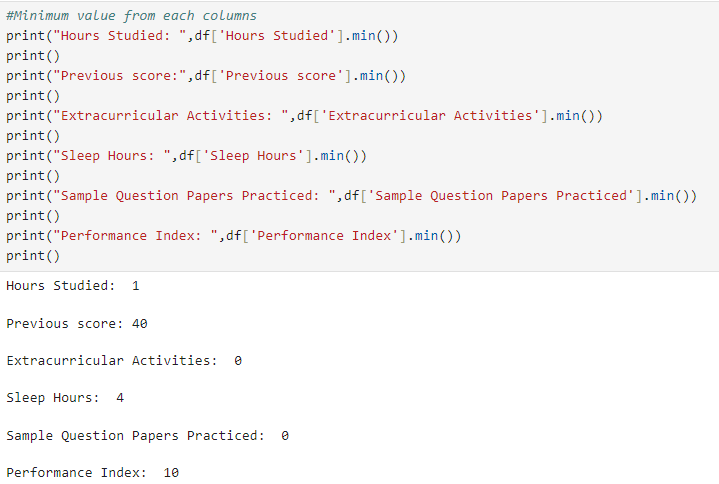 #Minimum value from each columns
print("Hours Studied: ",df['Hours Studied'].min())
print()
print("Previous score:",df['Previous score'].min())
print()
print("Extracurricular Activities: ",df['Extracurricular Activities'].min())
print()
print("Sleep Hours: ",df['Sleep Hours'].min())
print()
print("Sample Question Papers Practiced: ",df['Sample Question Papers Practiced'].min())
print()
print("Performance Index: ",df['Performance Index'].min())
print()
Hours Studied:  1
Previous score: 40
Extracurricular Activities:  0
Sleep Hours:  4
Sample Question Papers Practiced:  0
Performance Index:  10